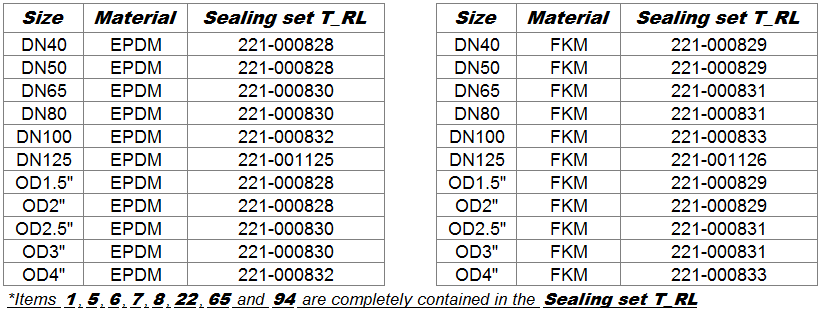 Size Material Sealing set T_RL Size Material Sealing set T_RL
DN40 EPDM 221-000828 DN40 FKM 221-000829
DN50 EPDM 221-000828 DN50 FKM 221-000829
DN65 EPDM 221-000830 DN65 FKM 221-000831
DN80 EPDM 221-000830 DN80 FKM 221-000831
DN100 EPDM 221-000832 DN100 FKM 221-000833
DN125 EPDM 221-001125 DN125 FKM 221-001126
OD1.5" EPDM 221-000828 OD1.5" FKM 221-000829
OD2" EPDM 221-000828 OD2" FKM 221-000829
OD2.5" EPDM 221-000830 OD2.5" FKM 221-000831
OD3" EPDM 221-000830 OD3" FKM 221-000831
OD4" EPDM 221-000832 OD4" FKM 221-000833
*Items 1, 5, 6, 7, 8, 22, 65 and 94 are completely contained in the Sealing set T_RL